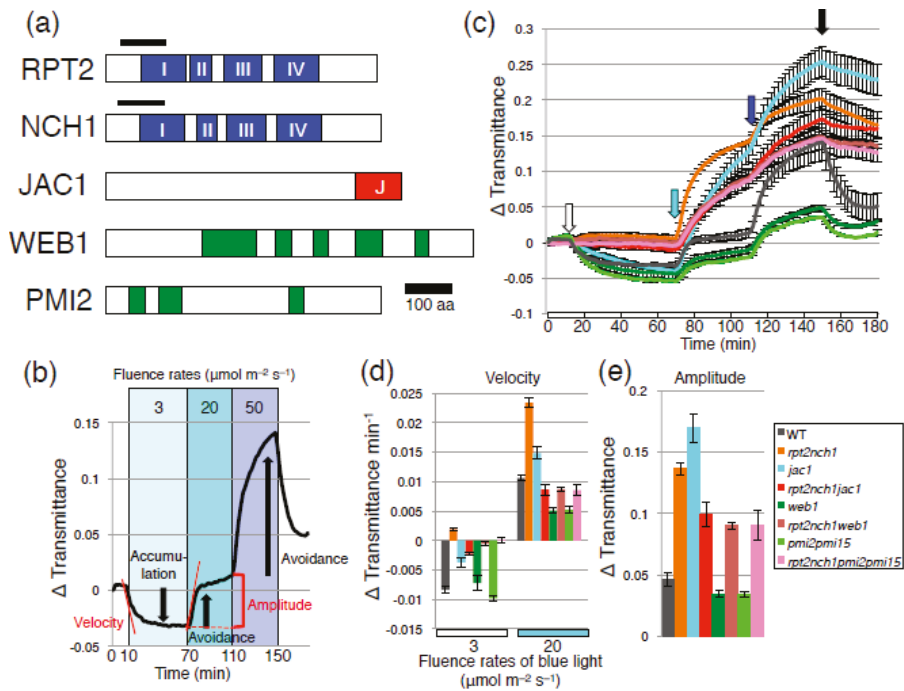 (a)
RPT2
I II III IV
NCH1
I II III IV
JAC1
J
WEB1
PMI2
100 aa
(b)
Fluence rates (μmol m⁻² s⁻¹)
3 20 50
0.15
0.1
0.05
0
-0.05
Δ Transmittance
Accumu-
lation
Velocity
Avoidance
Amplitude
Avoidance
0 10 70 110 150
Time (min)
(c)
0.3
0.25
0.2
0.15
0.1
0.05
0
-0.05
-0.1
Δ Transmittance
0 20 40 60 80 100 120 140 160 180
Time (min)
(d)
Velocity
0.025
0.02
0.015
0.01
0.005
0
-0.005
-0.01
-0.015
Δ Transmittance min⁻¹
3 20
Fluence rates of blue light
(μmol m⁻² s⁻¹)
(e)
Amplitude
0.2
0.15
0.1
0.05
0
Δ Transmittance
WT
rpt2nch1
jac1
rpt2nch1jac1
web1
rpt2nch1web1
pmi2pmi15
rpt2nch1pmi2pmi15